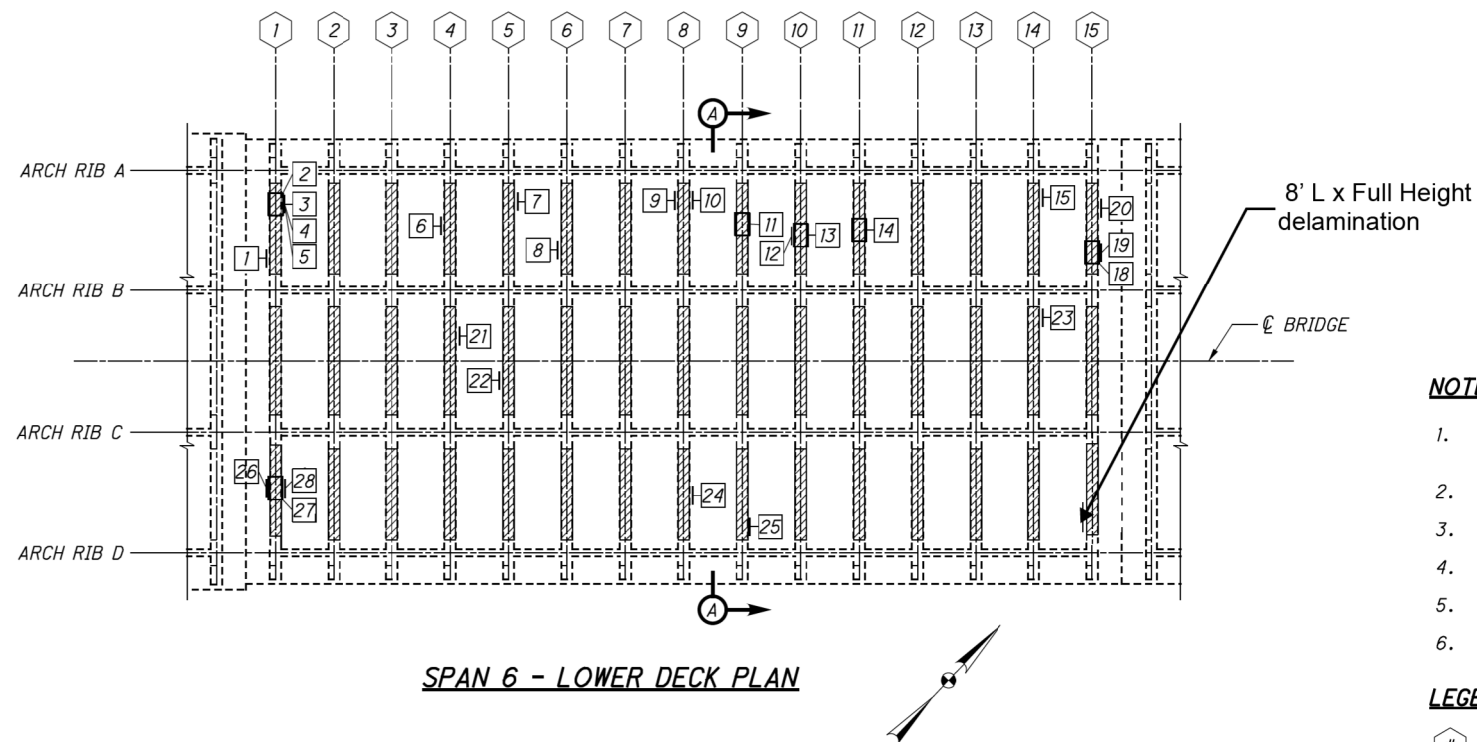 1 2 3 4 5 6 7 8 9 10 11 12 13 14 15
A
ARCH RIB A
2
3
4
5
1
6
7
8
9 10
11
12 13
14
15
20
19
18
8' L x Full Height
delamination
ARCH RIB B
21
22
23
℄ BRIDGE
ARCH RIB C
26 28
27
24
25
ARCH RIB D
A
SPAN 6 - LOWER DECK PLAN
NOT
1.
2.
3.
4.
5.
6.
LEGE
#